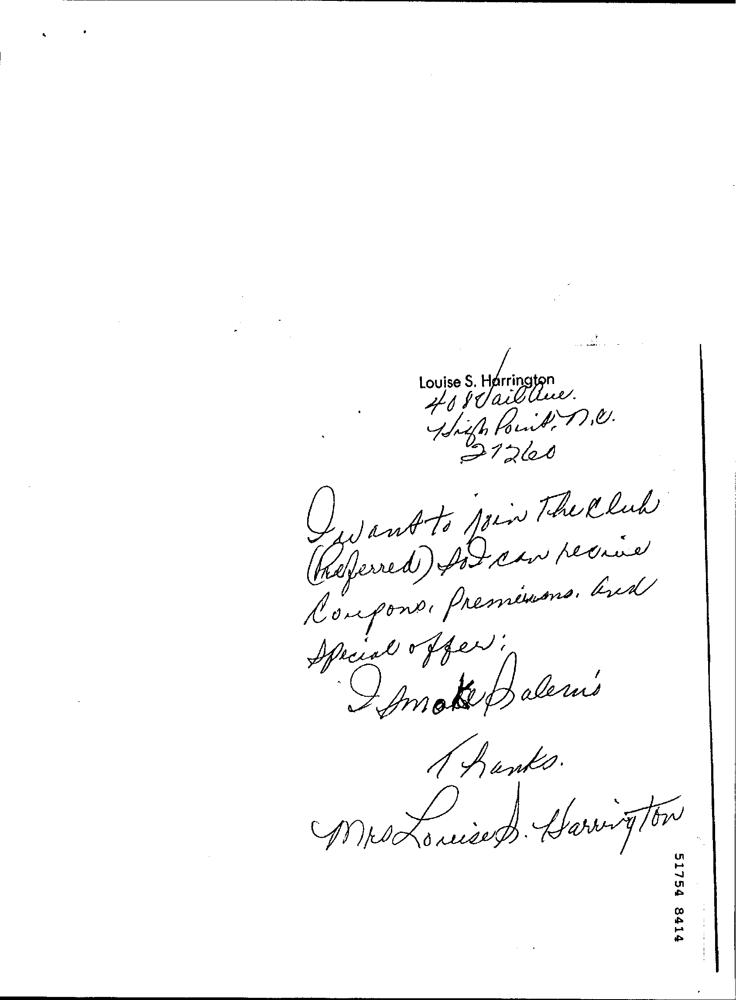 Louise S. Harrington
408 Vail Ave.
High Point, N.C.
27260
I want to join The Club
(Preferred) so I can receive
Coupons, Premiums, and
Special offer;
I smoke Salem's
Thanks.
Mrs Louise S. Harrington
51754 8414